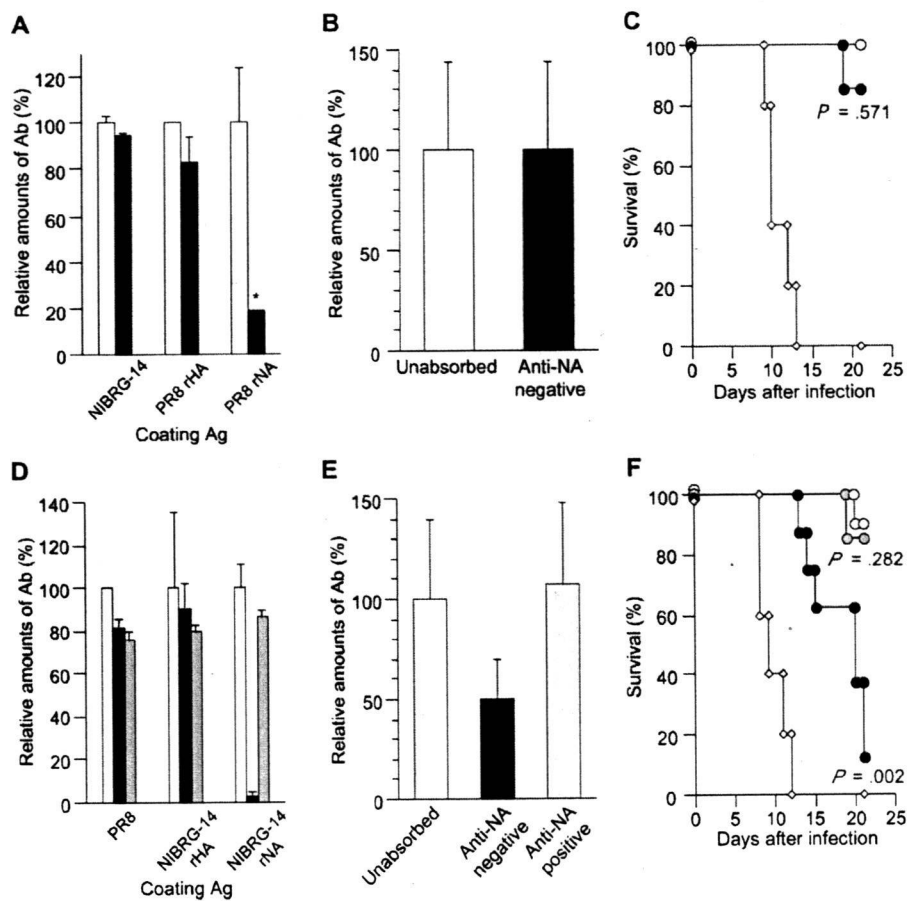 A
Relative amounts of Ab (%)
120
100
80
60
40
20
0
*
NIBRG-14
PR8 rHA
PR8 rNA
Coating Ag
B
Relative amounts of Ab (%)
150
100
50
0
Unabsorbed
Anti-NA
negative
C
Survival (%)
100
80
60
40
20
0
P = .571
0 5 10 15 20 25
Days after infection
D
Relative amounts of Ab (%)
140
120
100
80
60
40
20
0
PR8
NIBRG-14
rHA
NIBRG-14
rNA
Coating Ag
E
Relative amounts of Ab (%)
150
100
50
0
Unabsorbed
Anti-NA
negative
Anti-NA
positive
F
Survival (%)
100
80
60
40
20
0
P = .282
P = .002
0 5 10 15 20 25
Days after infection